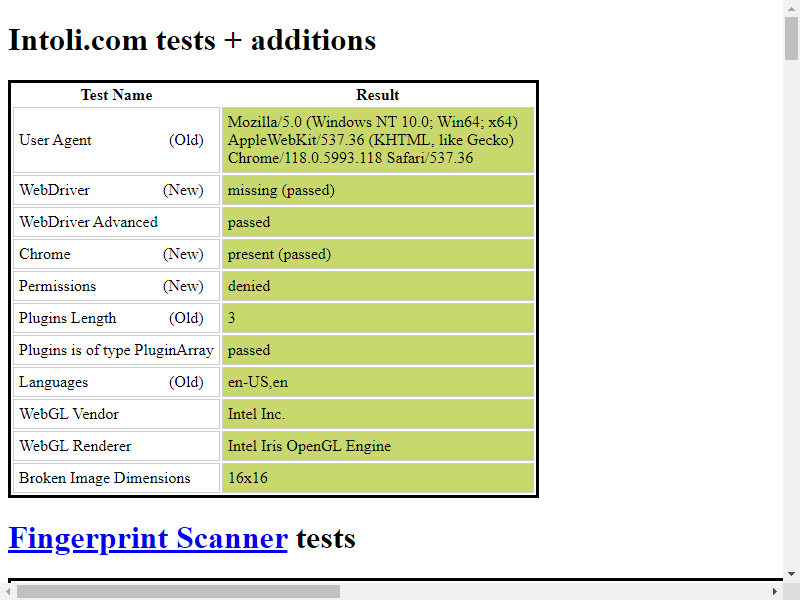 Intoli.com tests + additions
Test Name Result
User Agent (Old) Mozilla/5.0 (Windows NT 10.0; Win64; x64)
AppleWebKit/537.36 (KHTML, like Gecko)
Chrome/118.0.5993.118 Safari/537.36
WebDriver (New) missing (passed)
WebDriver Advanced passed
Chrome (New) present (passed)
Permissions (New) denied
Plugins Length (Old) 3
Plugins is of type PluginArray passed
Languages (Old) en-US,en
WebGL Vendor Intel Inc.
WebGL Renderer Intel Iris OpenGL Engine
Broken Image Dimensions 16x16
Fingerprint Scanner tests